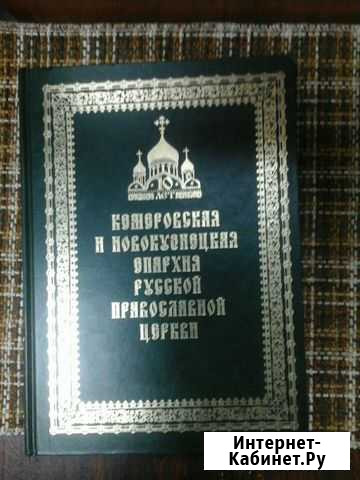 КЕМЕРОВСКАЯ
И НОВОКУЗНЕЦКАЯ
ЕПАРХИЯ
РУССКОЙ
ПРАВОСЛАВНОЙ
ЦЕРКВИ
Интернет-
Кабинет.Ру